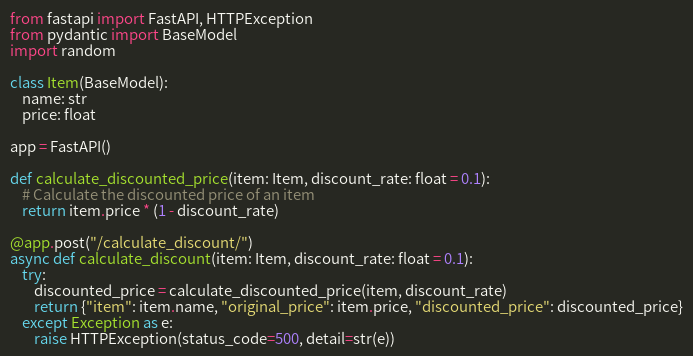 from fastapi import FastAPI, HTTPException
from pydantic import BaseModel
import random

class Item(BaseModel):
    name: str
    price: float

app = FastAPI()

def calculate_discounted_price(item: Item, discount_rate: float = 0.1):
    # Calculate the discounted price of an item
    return item.price * (1 - discount_rate)

@app.post("/calculate_discount/")
async def calculate_discount(item: Item, discount_rate: float = 0.1):
    try:
        discounted_price = calculate_discounted_price(item, discount_rate)
        return {"item": item.name, "original_price": item.price, "discounted_price": discounted_price}
    except Exception as e:
        raise HTTPException(status_code=500, detail=str(e))